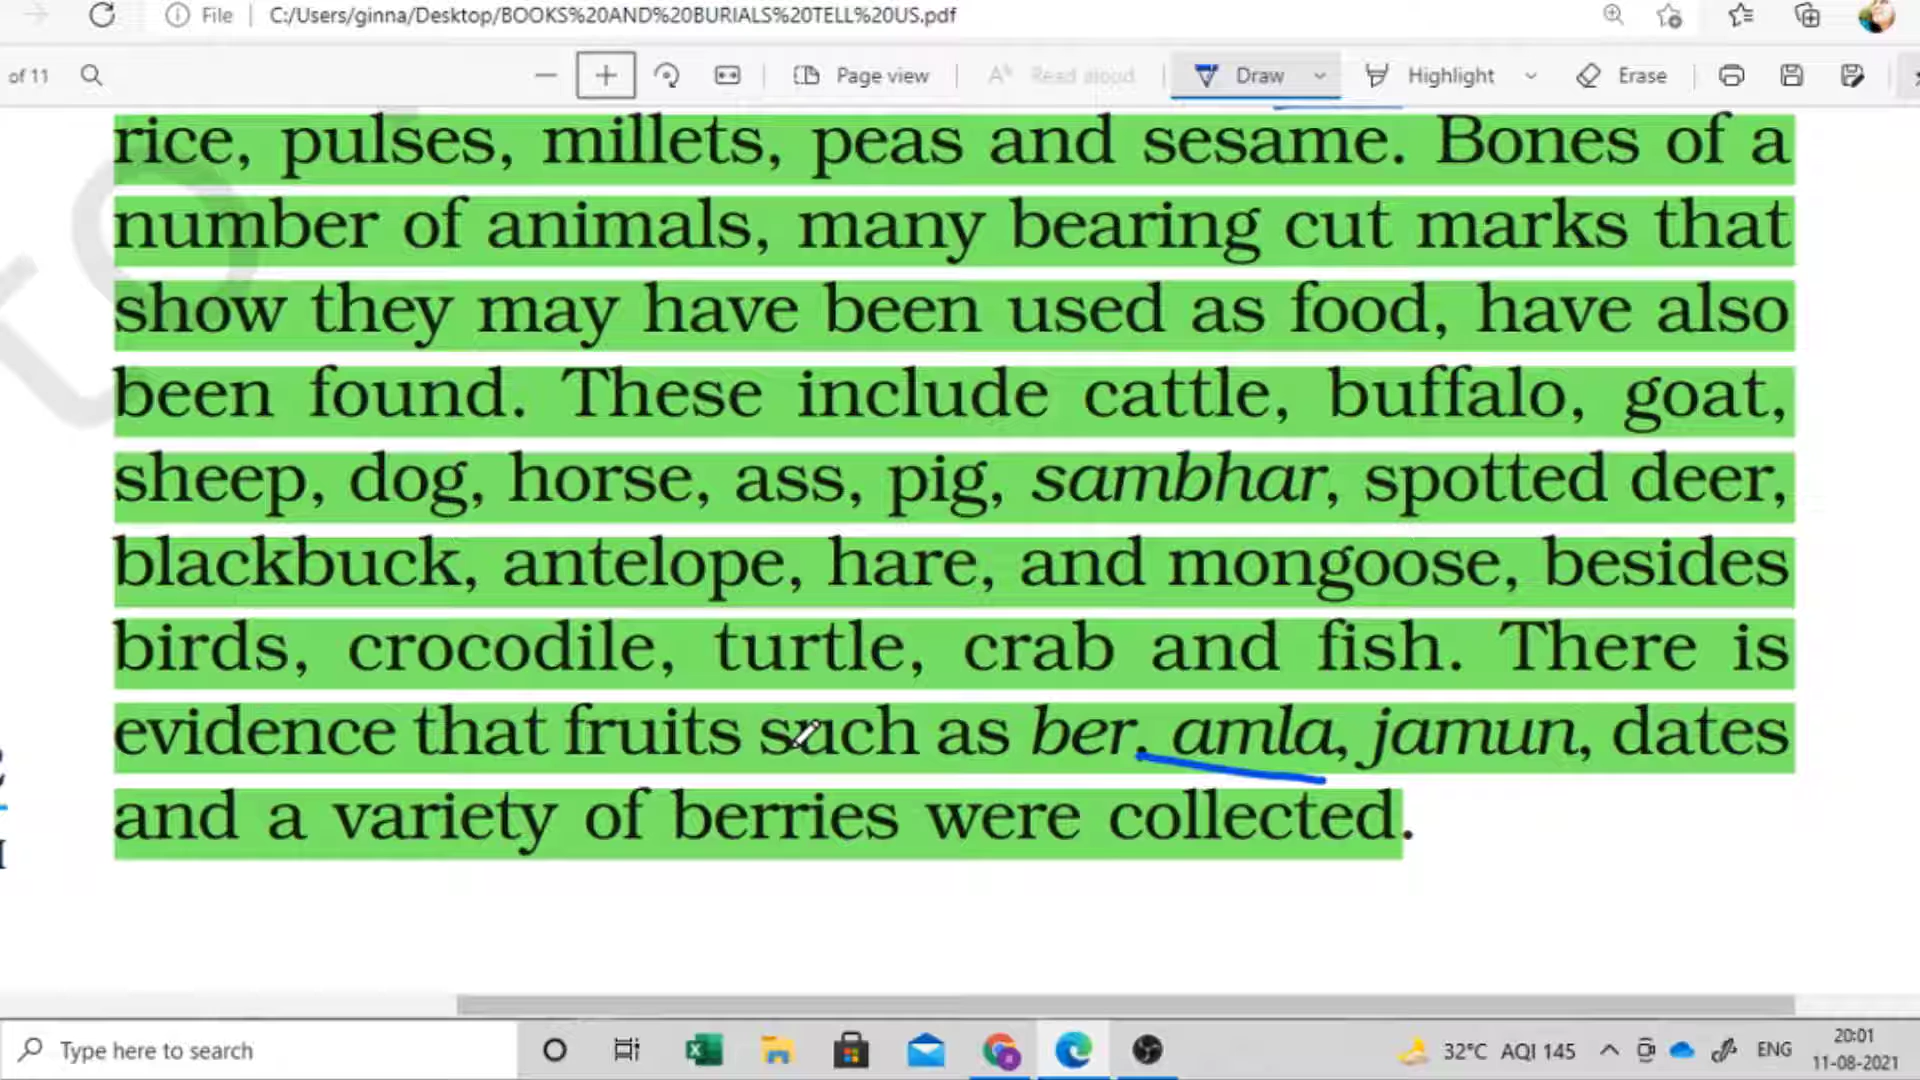 File
C:/Users/ginna/Desktop/BOOKS%20AND%20BURIALS%20TELL%20US.pdf
of 11
Page view
Read aloud
Draw
Highlight
Erase
rice, pulses, millets, peas and sesame. Bones of a
number of animals, many bearing cut marks that
show they may have been used as food, have also
been found. These include cattle, buffalo, goat,
sheep, dog, horse, ass, pig, sambhar, spotted deer,
blackbuck, antelope, hare, and mongoose, besides
birds, crocodile, turtle, crab and fish. There is
evidence that fruits such as ber, amla, jamun, dates
and a variety of berries were collected.
Type here to search
32°C AQI 145
ENG
20:01
11-08-2021